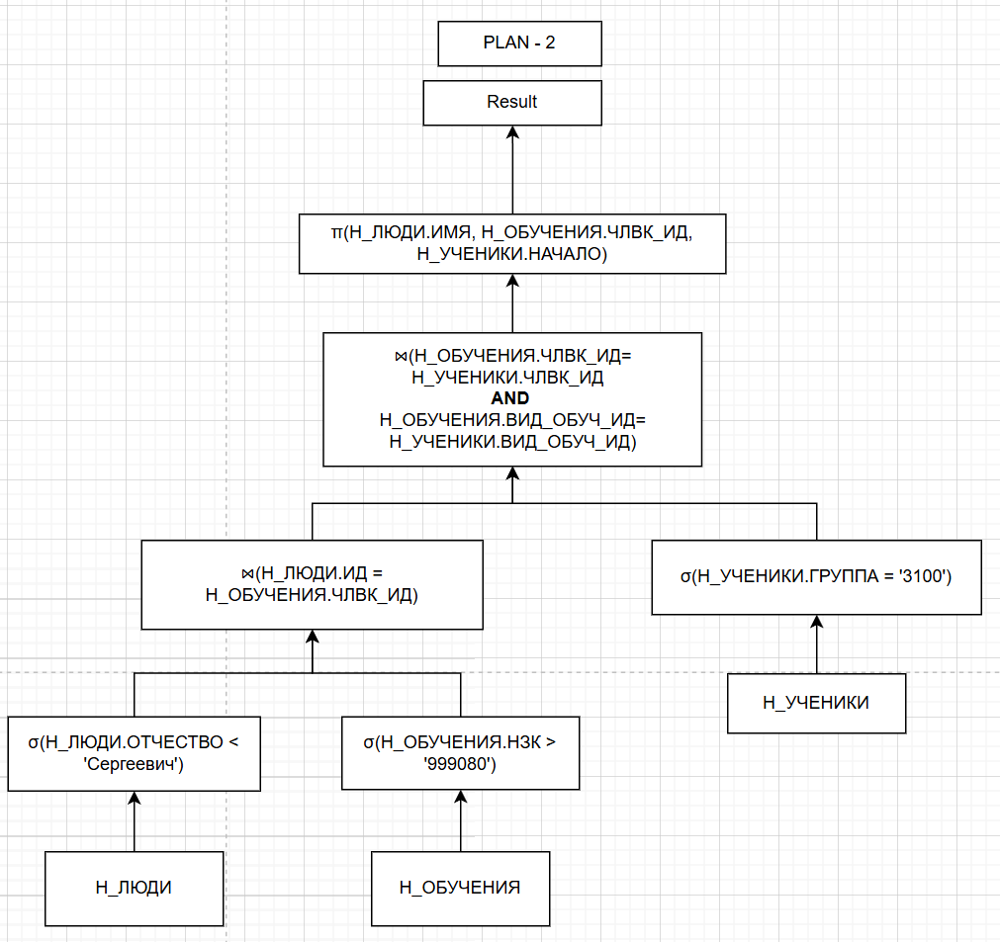 PLAN - 2
Result
π(Н_ЛЮДИ.ИМЯ, Н_ОБУЧЕНИЯ.ЧЛВК_ИД,
Н_УЧЕНИКИ.НАЧАЛО)
⋈(Н_ОБУЧЕНИЯ.ЧЛВК_ИД=
Н_УЧЕНИКИ.ЧЛВК_ИД
AND
Н_ОБУЧЕНИЯ.ВИД_ОБУЧ_ИД=
Н_УЧЕНИКИ.ВИД_ОБУЧ_ИД)
⋈(Н_ЛЮДИ.ИД =
Н_ОБУЧЕНИЯ.ЧЛВК_ИД)
σ(Н_УЧЕНИКИ.ГРУППА = '3100')
Н_УЧЕНИКИ
σ(Н_ЛЮДИ.ОТЧЕСТВО <
'Сергеевич')
σ(Н_ОБУЧЕНИЯ.НЗК >
'999080')
Н_ЛЮДИ
Н_ОБУЧЕНИЯ